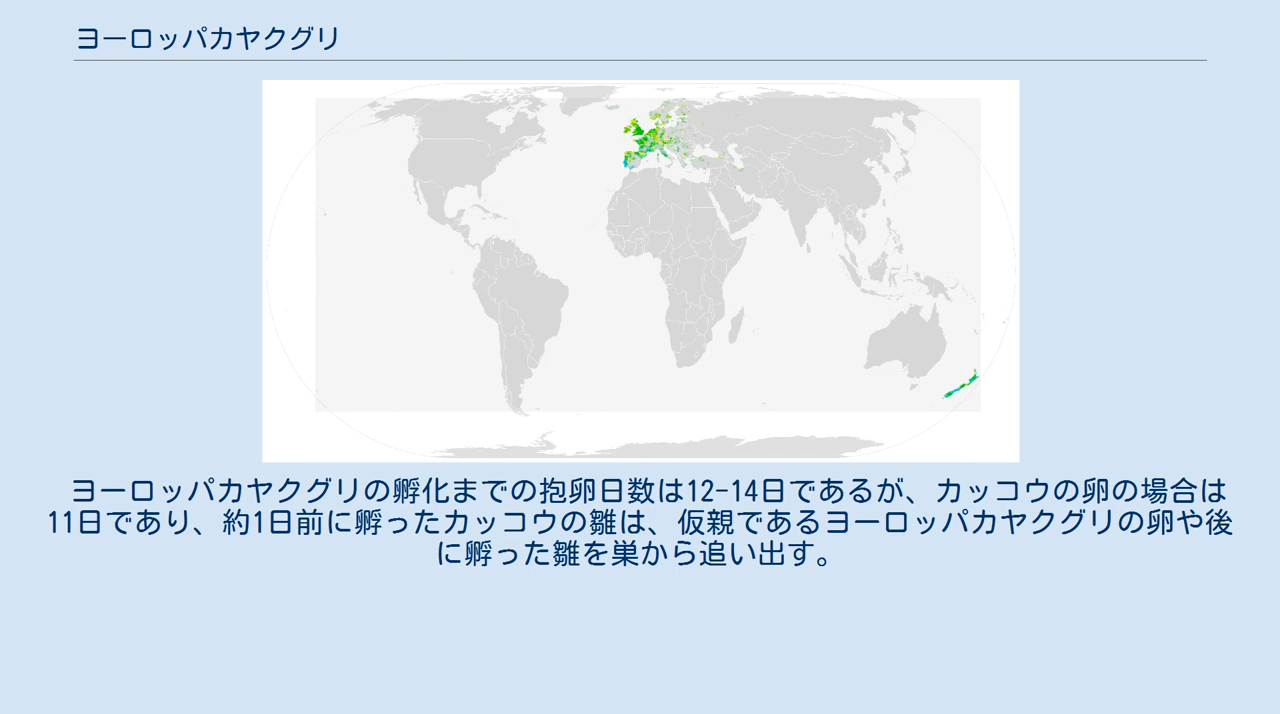 ヨーロッパカヤクグリ
ヨーロッパカヤクグリの孵化までの抱卵日数は12-14日であるが、カッコウの卵の場合は
11日であり、約1日前に孵ったカッコウの雛は、仮親であるヨーロッパカヤクグリの卵や後
に孵った雛を巣から追い出す。